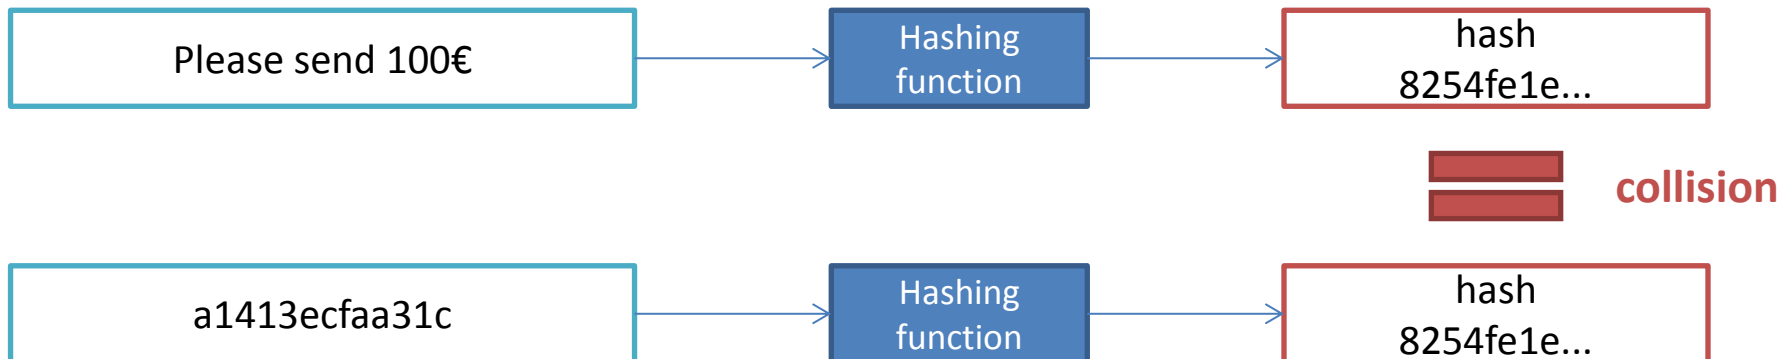 Please send 100€
Hashing
function
hash
8254fe1e...
collision
a1413ecfaa31c
Hashing
function
hash
8254fe1e...